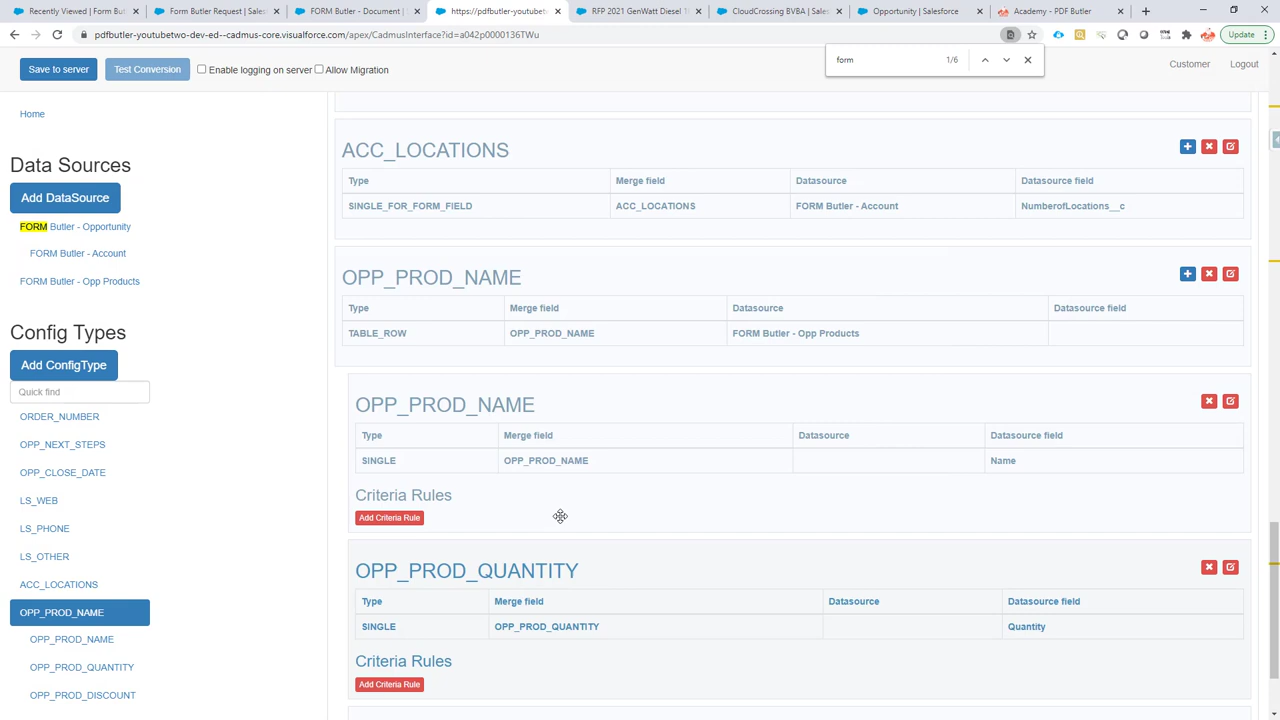 Recently Viewed | Form But
Form Butler Request | Sales
FORM Butler - Document |
https://pdfbutler-youtubetw
RFP 2021 GenWatt Diesel 1
CloudCrossing BVBA | Sales
Opportunity | Salesforce
Academy - PDF Butler
pdfbutler-youtubetwo-dev-ed--cadmus-core.visualforce.com/apex/CadmusInterface?id=a042p0000136TWu
Update
form
1/6
Save to server
Test Conversion
Enable logging on server
Allow Migration
Customer
Logout
Home
Data Sources
Add DataSource
FORM Butler - Opportunity
FORM Butler - Account
FORM Butler - Opp Products
Config Types
Add ConfigType
Quick find
ORDER_NUMBER
OPP_NEXT_STEPS
OPP_CLOSE_DATE
LS_WEB
LS_PHONE
LS_OTHER
ACC_LOCATIONS
OPP_PROD_NAME
OPP_PROD_NAME
OPP_PROD_QUANTITY
OPP_PROD_DISCOUNT
ACC_LOCATIONS
Type Merge field Datasource Datasource field
SINGLE_FOR_FORM_FIELD ACC_LOCATIONS FORM Butler - Account NumberofLocations__c
OPP_PROD_NAME
Type Merge field Datasource Datasource field
TABLE_ROW OPP_PROD_NAME FORM Butler - Opp Products
OPP_PROD_NAME
Type Merge field Datasource Datasource field
SINGLE OPP_PROD_NAME Name
Criteria Rules
Add Criteria Rule
OPP_PROD_QUANTITY
Type Merge field Datasource Datasource field
SINGLE OPP_PROD_QUANTITY Quantity
Criteria Rules
Add Criteria Rule